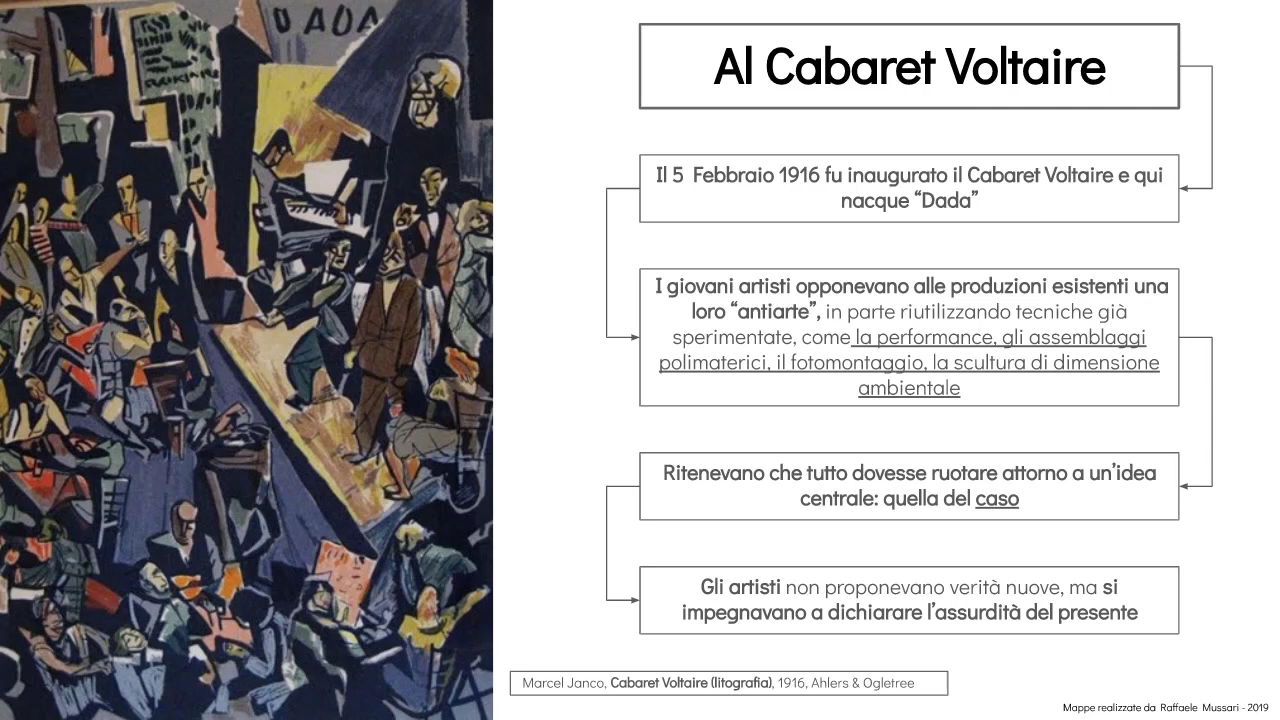 DADA
Al Cabaret Voltaire
Il 5 Febbraio 1916 fu inaugurato il Cabaret Voltaire e qui
nacque “Dada”
I giovani artisti opponevano alle produzioni esistenti una
loro “antiarte”, in parte riutilizzando tecniche già
sperimentate, come la performance, gli assemblaggi
polimaterici, il fotomontaggio, la scultura di dimensione
ambientale
Ritenevano che tutto dovesse ruotare attorno a un’idea
centrale: quella del caso
Gli artisti non proponevano verità nuove, ma si
impegnavano a dichiarare l’assurdità del presente
Marcel Janco, Cabaret Voltaire (litografia), 1916, Ahlers & Ogletree
Mappe realizzate da Raffaele Mussari - 2019